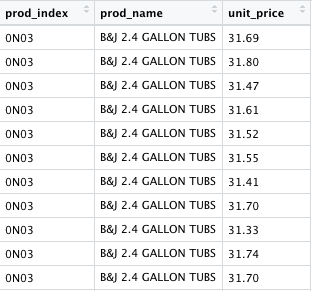 prod_index prod_name unit_price
0N03 B&J 2.4 GALLON TUBS 31.69
0N03 B&J 2.4 GALLON TUBS 31.80
0N03 B&J 2.4 GALLON TUBS 31.47
0N03 B&J 2.4 GALLON TUBS 31.61
0N03 B&J 2.4 GALLON TUBS 31.52
0N03 B&J 2.4 GALLON TUBS 31.55
0N03 B&J 2.4 GALLON TUBS 31.41
0N03 B&J 2.4 GALLON TUBS 31.70
0N03 B&J 2.4 GALLON TUBS 31.33
0N03 B&J 2.4 GALLON TUBS 31.74
0N03 B&J 2.4 GALLON TUBS 31.70